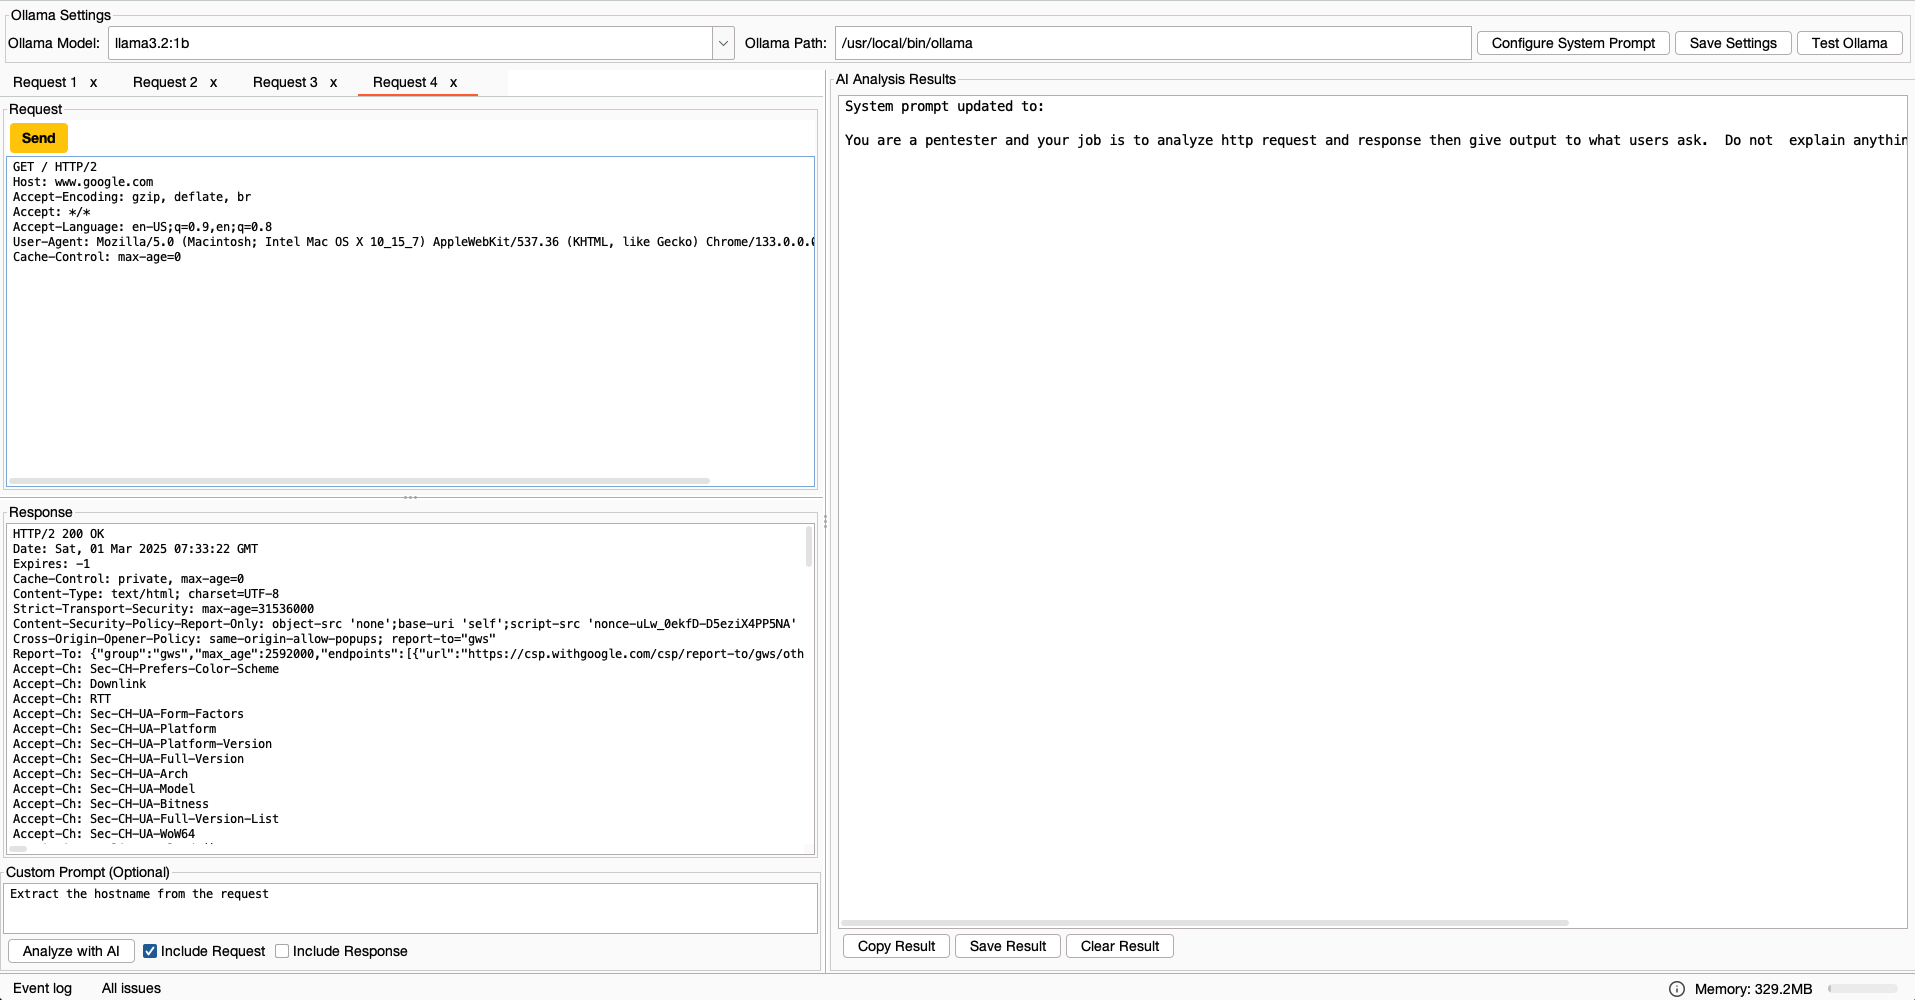 Ollama Settings
Ollama Model: llama3.2:1b Ollama Path: /usr/local/bin/ollama Configure System Prompt Save Settings Test Ollama
Request 1 x Request 2 x Request 3 x Request 4 x
Request
Send
GET / HTTP/2
Host: www.google.com
Accept-Encoding: gzip, deflate, br
Accept: */*
Accept-Language: en-US;q=0.9,en;q=0.8
User-Agent: Mozilla/5.0 (Macintosh; Intel Mac OS X 10_15_7) AppleWebKit/537.36 (KHTML, like Gecko) Chrome/133.0.0.0
Cache-Control: max-age=0
Response
HTTP/2 200 OK
Date: Sat, 01 Mar 2025 07:33:22 GMT
Expires: -1
Cache-Control: private, max-age=0
Content-Type: text/html; charset=UTF-8
Strict-Transport-Security: max-age=31536000
Content-Security-Policy-Report-Only: object-src 'none';base-uri 'self';script-src 'nonce-uLw_0ekfD-D5eziX4PP5NA'
Cross-Origin-Opener-Policy: same-origin-allow-popups; report-to="gws"
Report-To: {"group":"gws","max_age":2592000,"endpoints":[{"url":"https://csp.withgoogle.com/csp/report-to/gws/oth
Accept-Ch: Sec-CH-Prefers-Color-Scheme
Accept-Ch: Downlink
Accept-Ch: RTT
Accept-Ch: Sec-CH-UA-Form-Factors
Accept-Ch: Sec-CH-UA-Platform
Accept-Ch: Sec-CH-UA-Platform-Version
Accept-Ch: Sec-CH-UA-Full-Version
Accept-Ch: Sec-CH-UA-Arch
Accept-Ch: Sec-CH-UA-Model
Accept-Ch: Sec-CH-UA-Bitness
Accept-Ch: Sec-CH-UA-Full-Version-List
Accept-Ch: Sec-CH-UA-WoW64
Custom Prompt (Optional)
Extract the hostname from the request
Analyze with AI Include Request Include Response
AI Analysis Results
System prompt updated to:
You are a pentester and your job is to analyze http request and response then give output to what users ask.  Do not  explain anythin
Copy Result Save Result Clear Result
Event log All issues Memory: 329.2MB